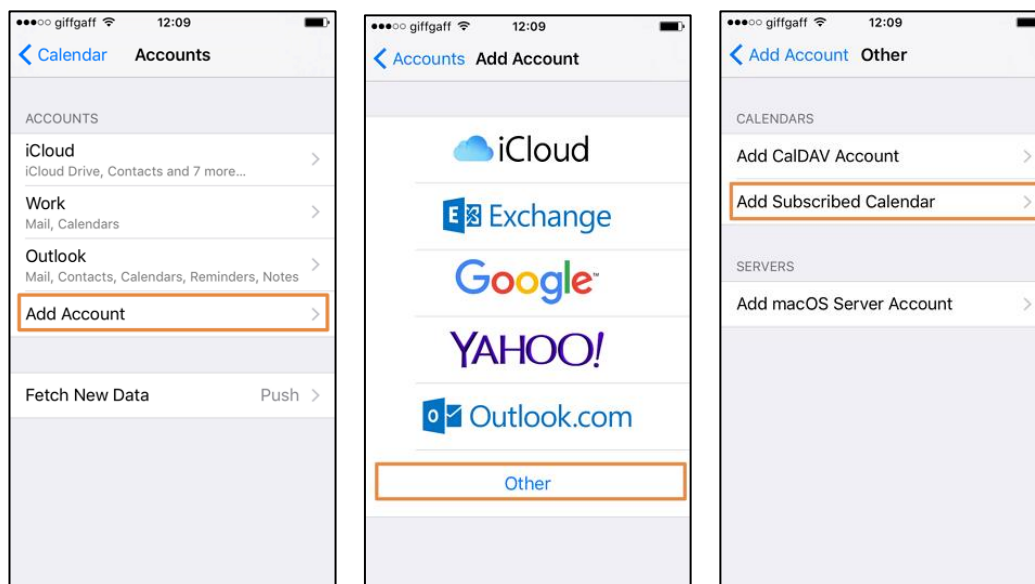 ●●●○○ giffgaff 12:09
Calendar Accounts
ACCOUNTS
iCloud
iCloud Drive, Contacts and 7 more...
Work
Mail, Calendars
Outlook
Mail, Contacts, Calendars, Reminders, Notes
Add Account
Fetch New Data Push
●●●○○ giffgaff 12:09
Accounts Add Account
iCloud
E Exchange
Google™
YAHOO!
o Outlook.com
Other
●●●○○ giffgaff 12:09
Add Account Other
CALENDARS
Add CalDAV Account
Add Subscribed Calendar
SERVERS
Add macOS Server Account